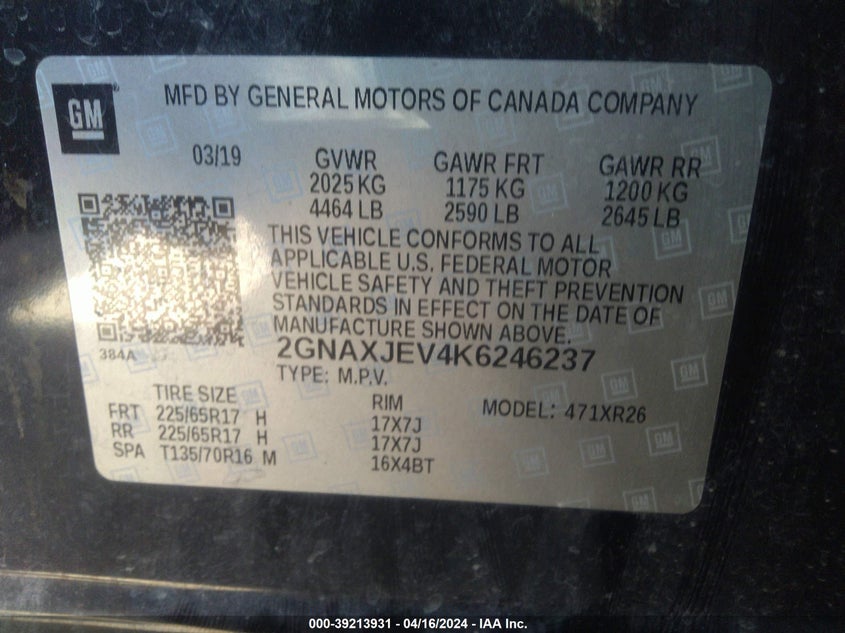 GM
MFD BY GENERAL MOTORS OF CANADA COMPANY
03/19 GVWR GAWR FRT GAWR RR
2025 KG 1175 KG 1200 KG
4464 LB 2590 LB 2645 LB
THIS VEHICLE CONFORMS TO ALL
APPLICABLE U.S. FEDERAL MOTOR
VEHICLE SAFETY AND THEFT PREVENTION
STANDARDS IN EFFECT ON THE DATE OF
MANUFACTURE SHOWN ABOVE.
384A
2GNAXJEV4K6246237
TYPE: M.P.V.
TIRE SIZE RIM MODEL: 471XR26
FRT 225/65R17 H 17X7J
RR 225/65R17 H 17X7J
SPA T135/70R16 M 16X4BT
000-39213931 - 04/16/2024 - IAA Inc.